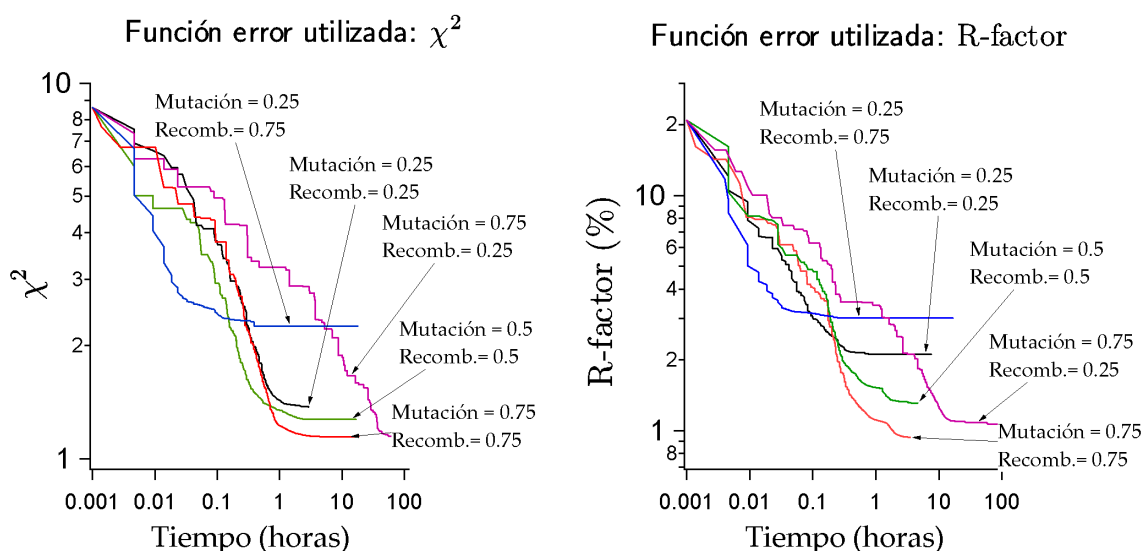 Función error utilizada: χ²
10
8
7
6
5
4
3
2
1
χ²
0.001 0.01 0.1 1 10 100
Tiempo (horas)
Mutación = 0.25
Recomb.= 0.75
Mutación = 0.25
Recomb.= 0.25
Mutación = 0.75
Recomb.= 0.25
Mutación = 0.5
Recomb.= 0.5
Mutación = 0.75
Recomb.= 0.75
Función error utilizada: R-factor
2
10
8
6
4
2
1
8
R-factor (%)
0.001 0.01 0.1 1 10 100
Tiempo (horas)
Mutación = 0.25
Recomb.= 0.75
Mutación = 0.25
Recomb.= 0.25
Mutación = 0.5
Recomb.= 0.5
Mutación = 0.75
Recomb.= 0.25
Mutación = 0.75
Recomb.= 0.75